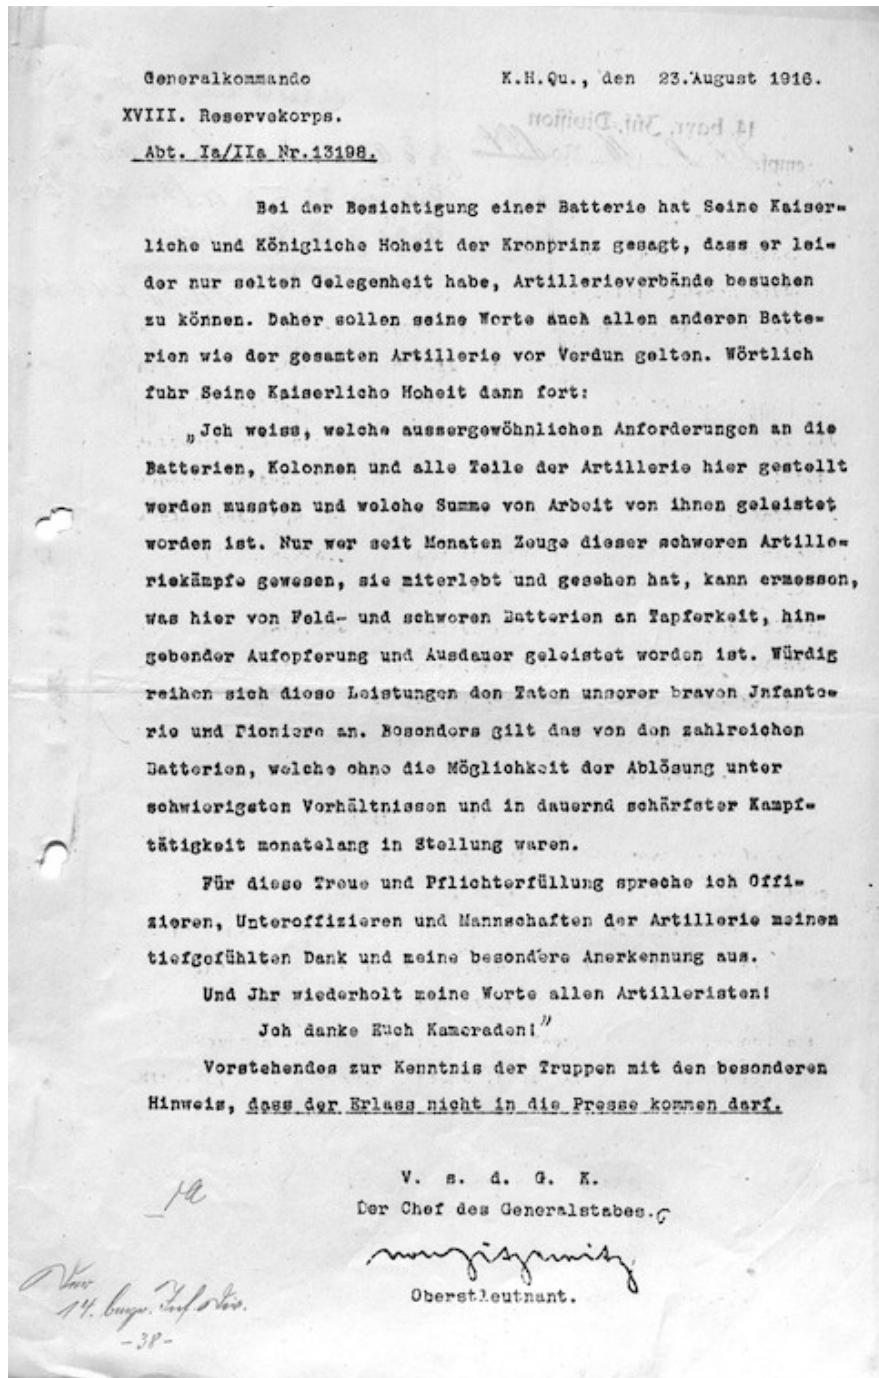 Generalkommando
K.H.Qu., den 23.August 1916.
XVIII. Reservekorps.
Abt. Ia/IIa Nr.13198.
14. bayr. Inf. Division
Bei der Besichtigung einer Batterie hat Seine Kaiser-
liche und Königliche Hoheit der Kronprinz gesagt, dass er lei-
der nur selten Gelegenheit habe, Artillerieverbände besuchen
zu können. Daher sollen seine Worte auch allen anderen Batte-
rien wie der gesamten Artillerie vor Verdun gelten. Wörtlich
fuhr Seine Kaiserliche Hoheit dann fort:
„Jch weiss, welche aussergewöhnlichen Anforderungen an die
Batterien, Kolonnen und alle Teile der Artillerie hier gestellt
werden mussten und welche Summe von Arbeit von ihnen geleistet
worden ist. Nur wer seit Monaten Zeuge dieser schweren Artille-
riekämpfe gewesen, sie miterlebt und gesehen hat, kann ermessen,
was hier von Feld- und schweren Batterien an Tapferkeit, hin-
gebender Aufopferung und Ausdauer geleistet worden ist. Würdig
reihen sich diese Leistungen den Taten unserer braven Jnfante-
rie und Pioniere an. Besonders gilt das von den zahlreichen
Batterien, welche ohne die Möglichkeit der Ablösung unter
schwierigsten Verhältnissen und in dauernd schärfster Kampf-
tätigkeit monatelang in Stellung waren.
Für diese Treue und Pflichterfüllung spreche ich Offi-
zieren, Unteroffizieren und Mannschaften der Artillerie meinen
tiefgefühlten Dank und meine besondere Anerkennung aus.
Und Jhr wiederholt meine Worte allen Artilleristen!
Jch danke Euch Kameraden!"
Vorstehendes zur Kenntnis der Truppen mit den besonderen
Hinweis, dass der Erlass nicht in die Presse kommen darf.
V. s. d. G. K.
Der Chef des Generalstabes.
von Zitzewitz
Oberstleutnant.
Der
14. bayr. Inf Div.
-38-